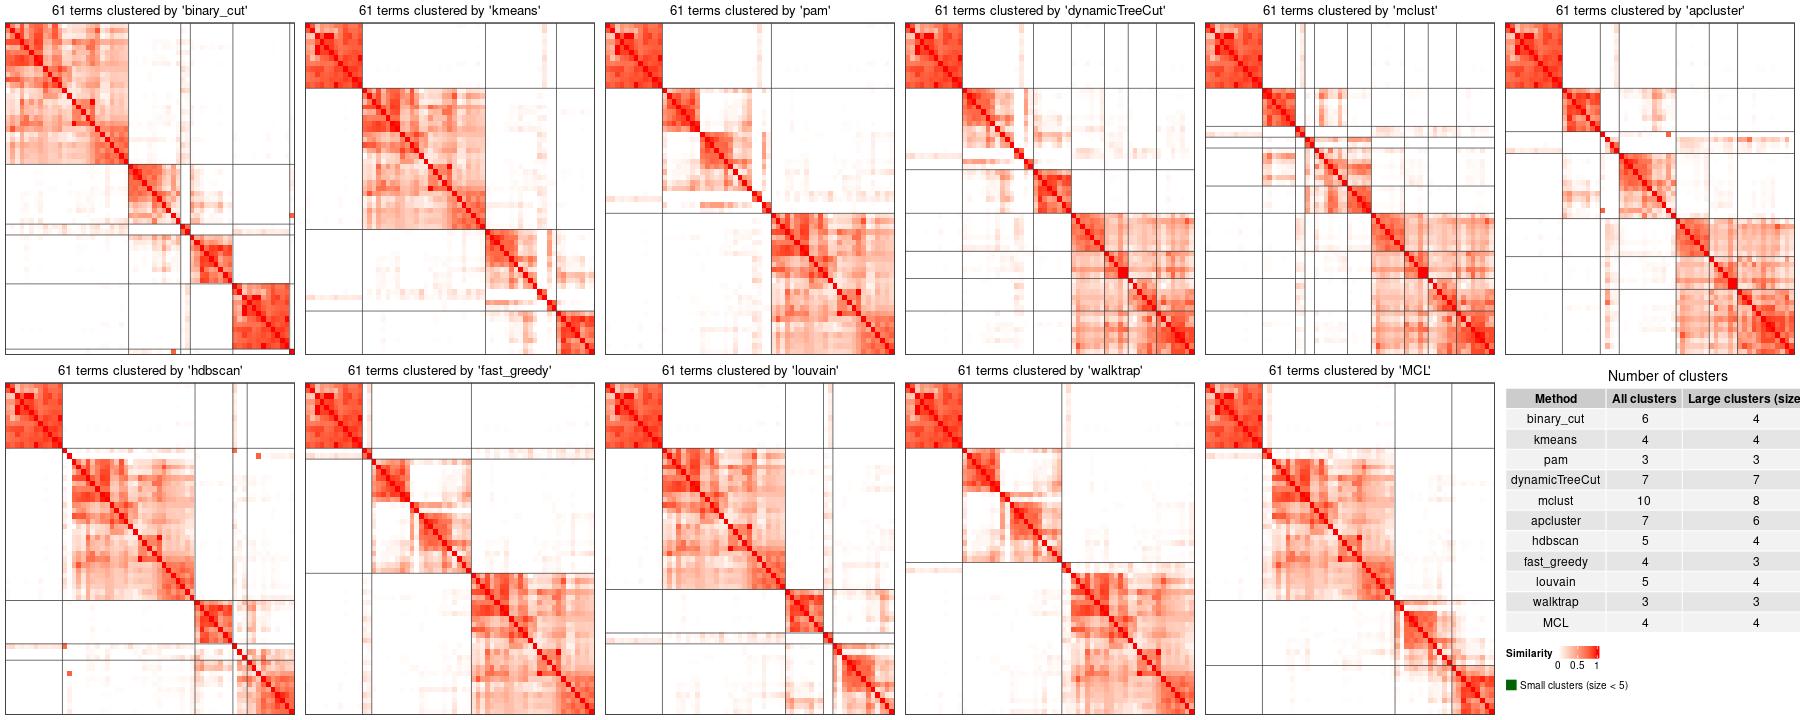 61 terms clustered by 'binary_cut'
61 terms clustered by 'kmeans'
61 terms clustered by 'pam'
61 terms clustered by 'dynamicTreeCut'
61 terms clustered by 'mclust'
61 terms clustered by 'apcluster'
61 terms clustered by 'hdbscan'
61 terms clustered by 'fast_greedy'
61 terms clustered by 'louvain'
61 terms clustered by 'walktrap'
61 terms clustered by 'MCL'
Number of clusters
Method All clusters Large clusters (size
binary_cut 6 4
kmeans 4 4
pam 3 3
dynamicTreeCut 7 7
mclust 10 8
apcluster 7 6
hdbscan 5 4
fast_greedy 4 3
louvain 5 4
walktrap 3 3
MCL 4 4
Similarity
0 0.5 1
Small clusters (size < 5)